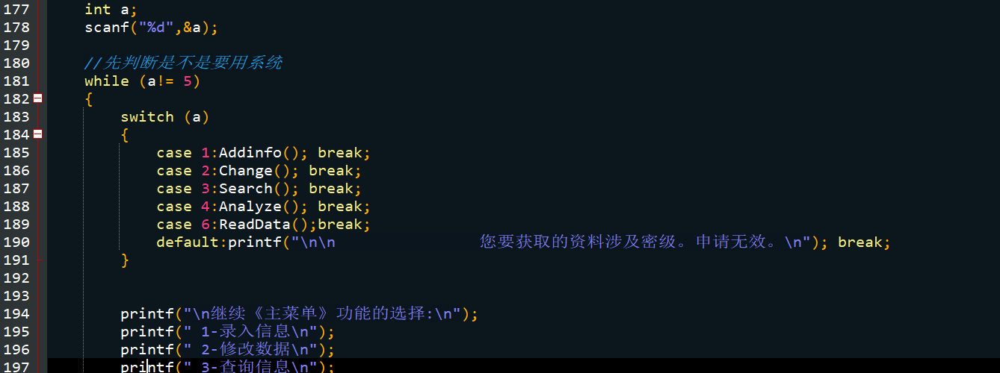 177 int a;
178 scanf("%d",&a);
179
180 //先判断是不是要用系统
181 while (a!= 5)
182 {
183 switch (a)
184 {
185 case 1:Addinfo(); break;
186 case 2:Change(); break;
187 case 3:Search(); break;
188 case 4:Analyze(); break;
189 case 6:ReadData();break;
190 default:printf("\n\n                您要获取的资料涉及密级。申请无效。\n"); break;
191 }
192
193
194 printf("\n继续《主菜单》功能的选择:\n");
195 printf(" 1-录入信息\n");
196 printf(" 2-修改数据\n");
197 printf(" 3-查询信息\n");